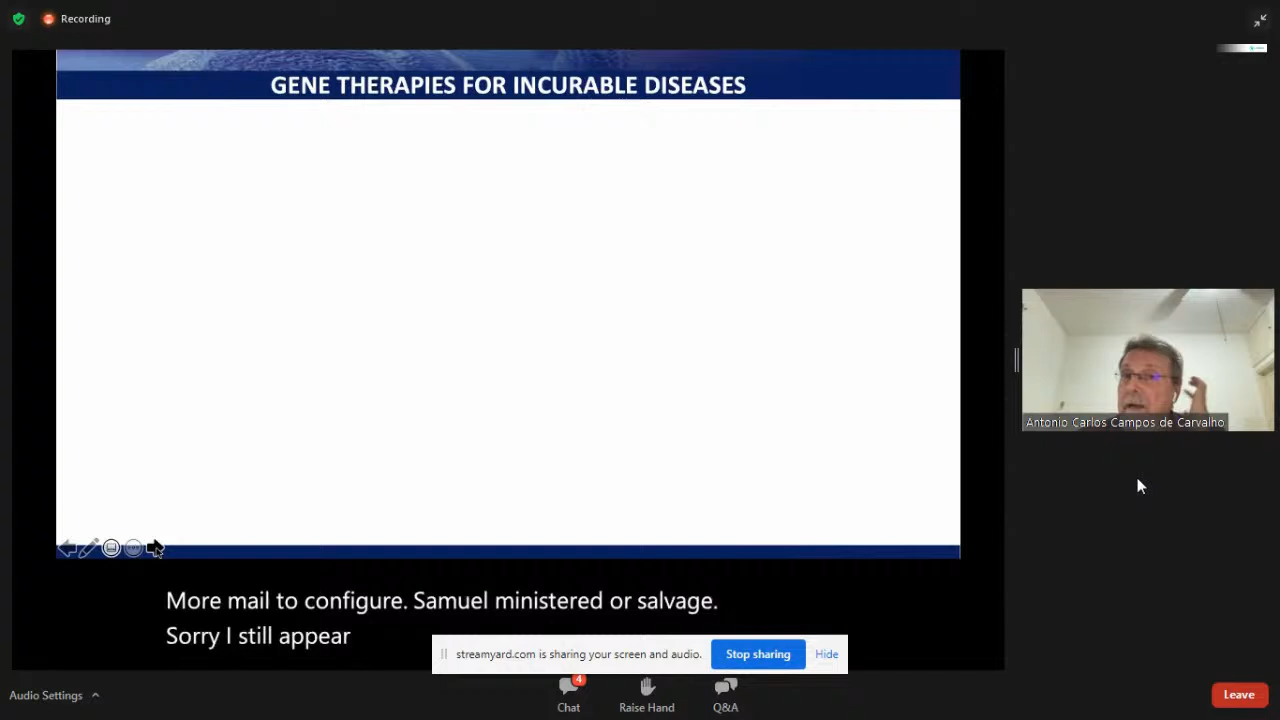 Recording
GENE THERAPIES FOR INCURABLE DISEASES
Antonio Carlos Campos de Carvalho
More mail to configure. Samuel ministered or salvage.
Sorry I still appear
streamyard.com is sharing your screen and audio.
Stop sharing
Hide
Audio Settings
4
Chat
Raise Hand
Q&A
Leave